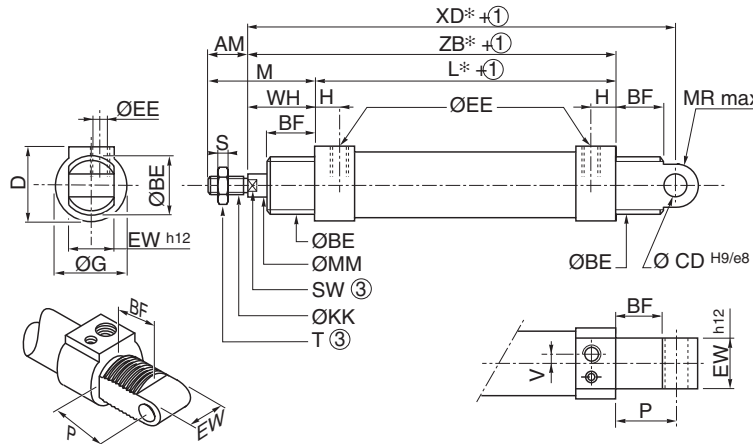 XD* +①
AM
ZB* +①
M
L* +①
WH
H
ØEE
H
BF
MR max
BF
S
ØEE
D
ØBE
EW h12
ØG
ØBE
ØMM
SW ③
ØKK
T ③
ØBE
Ø CD H9/e8
BF
P
EW
BF
V
EW h12
P